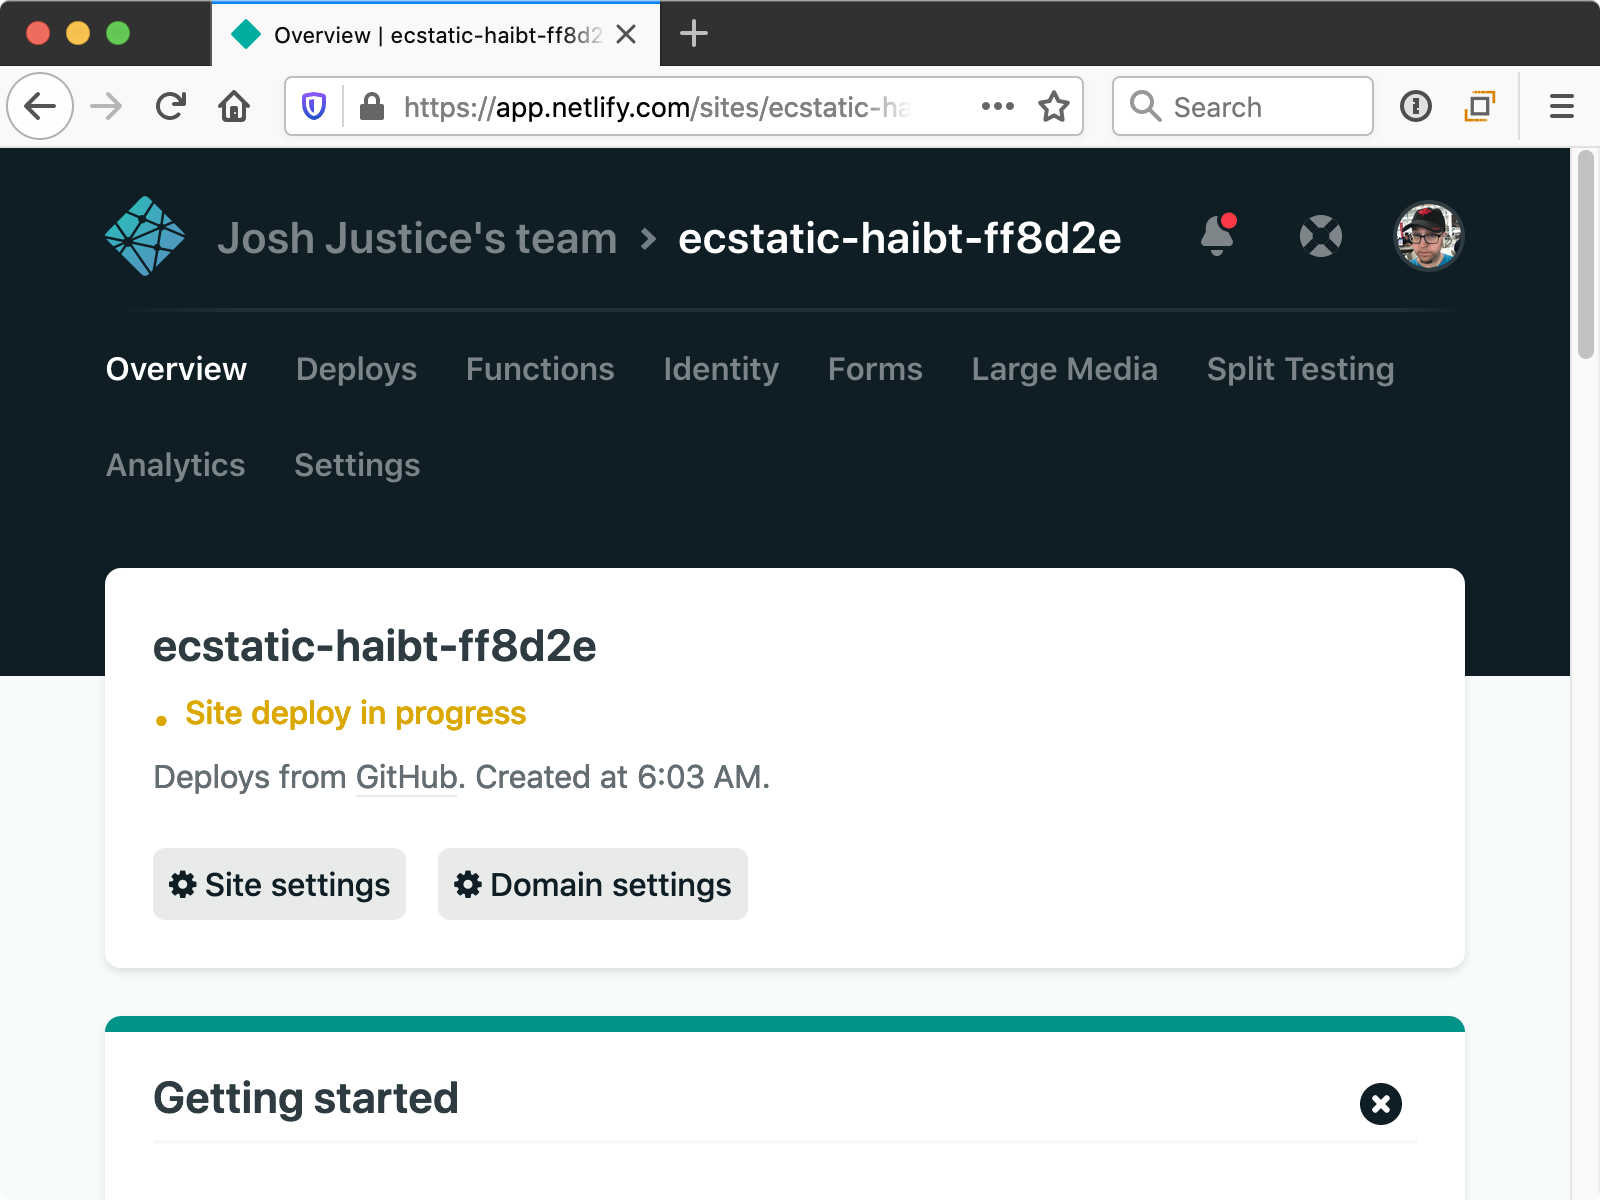 Overview | ecstatic-haibt-ff8d2
https://app.netlify.com/sites/ecstatic-ha
Search
Josh Justice's team › ecstatic-haibt-ff8d2e
Overview Deploys Functions Identity Forms Large Media Split Testing
Analytics Settings
ecstatic-haibt-ff8d2e
• Site deploy in progress
Deploys from GitHub. Created at 6:03 AM.
Site settings Domain settings
Getting started